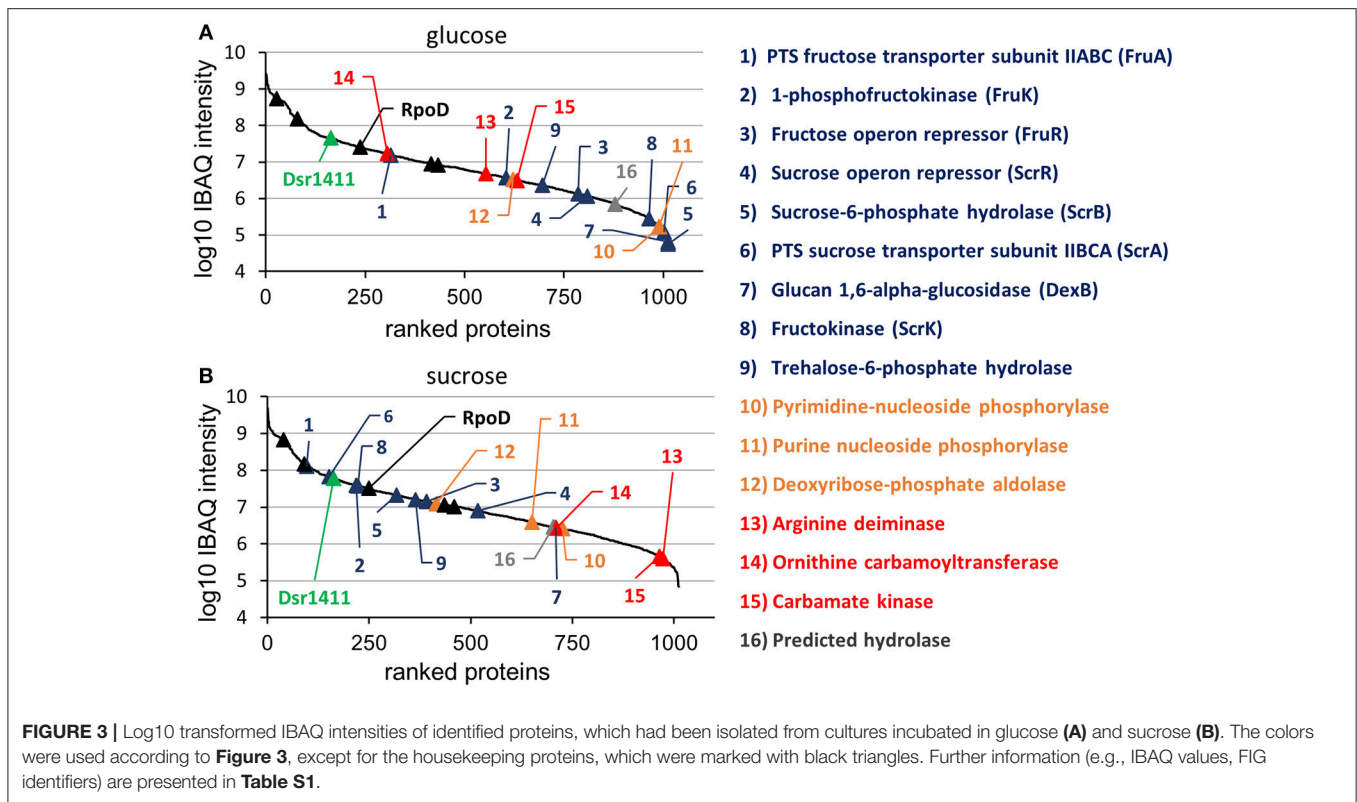 A
glucose
log10 IBAQ intensity
10
9
8
7
6
5
4
14
RpoD
13
2
15
9
3
8
11
16
6
5
Dsr1411
1
12
4
7
10
0
250
500
750
1000
ranked proteins
B
sucrose
log10 IBAQ intensity
10
9
8
7
6
5
4
1
6
8
RpoD
12
11
13
3
4
14
5
2
9
16
7
10
15
Dsr1411
0
250
500
750
1000
ranked proteins
1) PTS fructose transporter subunit IIABC (FruA)
2) 1-phosphofructokinase (FruK)
3) Fructose operon repressor (FruR)
4) Sucrose operon repressor (ScrR)
5) Sucrose-6-phosphate hydrolase (ScrB)
6) PTS sucrose transporter subunit IIBCA (ScrA)
7) Glucan 1,6-alpha-glucosidase (DexB)
8) Fructokinase (ScrK)
9) Trehalose-6-phosphate hydrolase
10) Pyrimidine-nucleoside phosphorylase
11) Purine nucleoside phosphorylase
12) Deoxyribose-phosphate aldolase
13) Arginine deiminase
14) Ornithine carbamoyltransferase
15) Carbamate kinase
16) Predicted hydrolase
FIGURE 3 | Log10 transformed IBAQ intensities of identified proteins, which had been isolated from cultures incubated in glucose (A) and sucrose (B). The colors
were used according to Figure 3, except for the housekeeping proteins, which were marked with black triangles. Further information (e.g., IBAQ values, FIG
identifiers) are presented in Table S1.